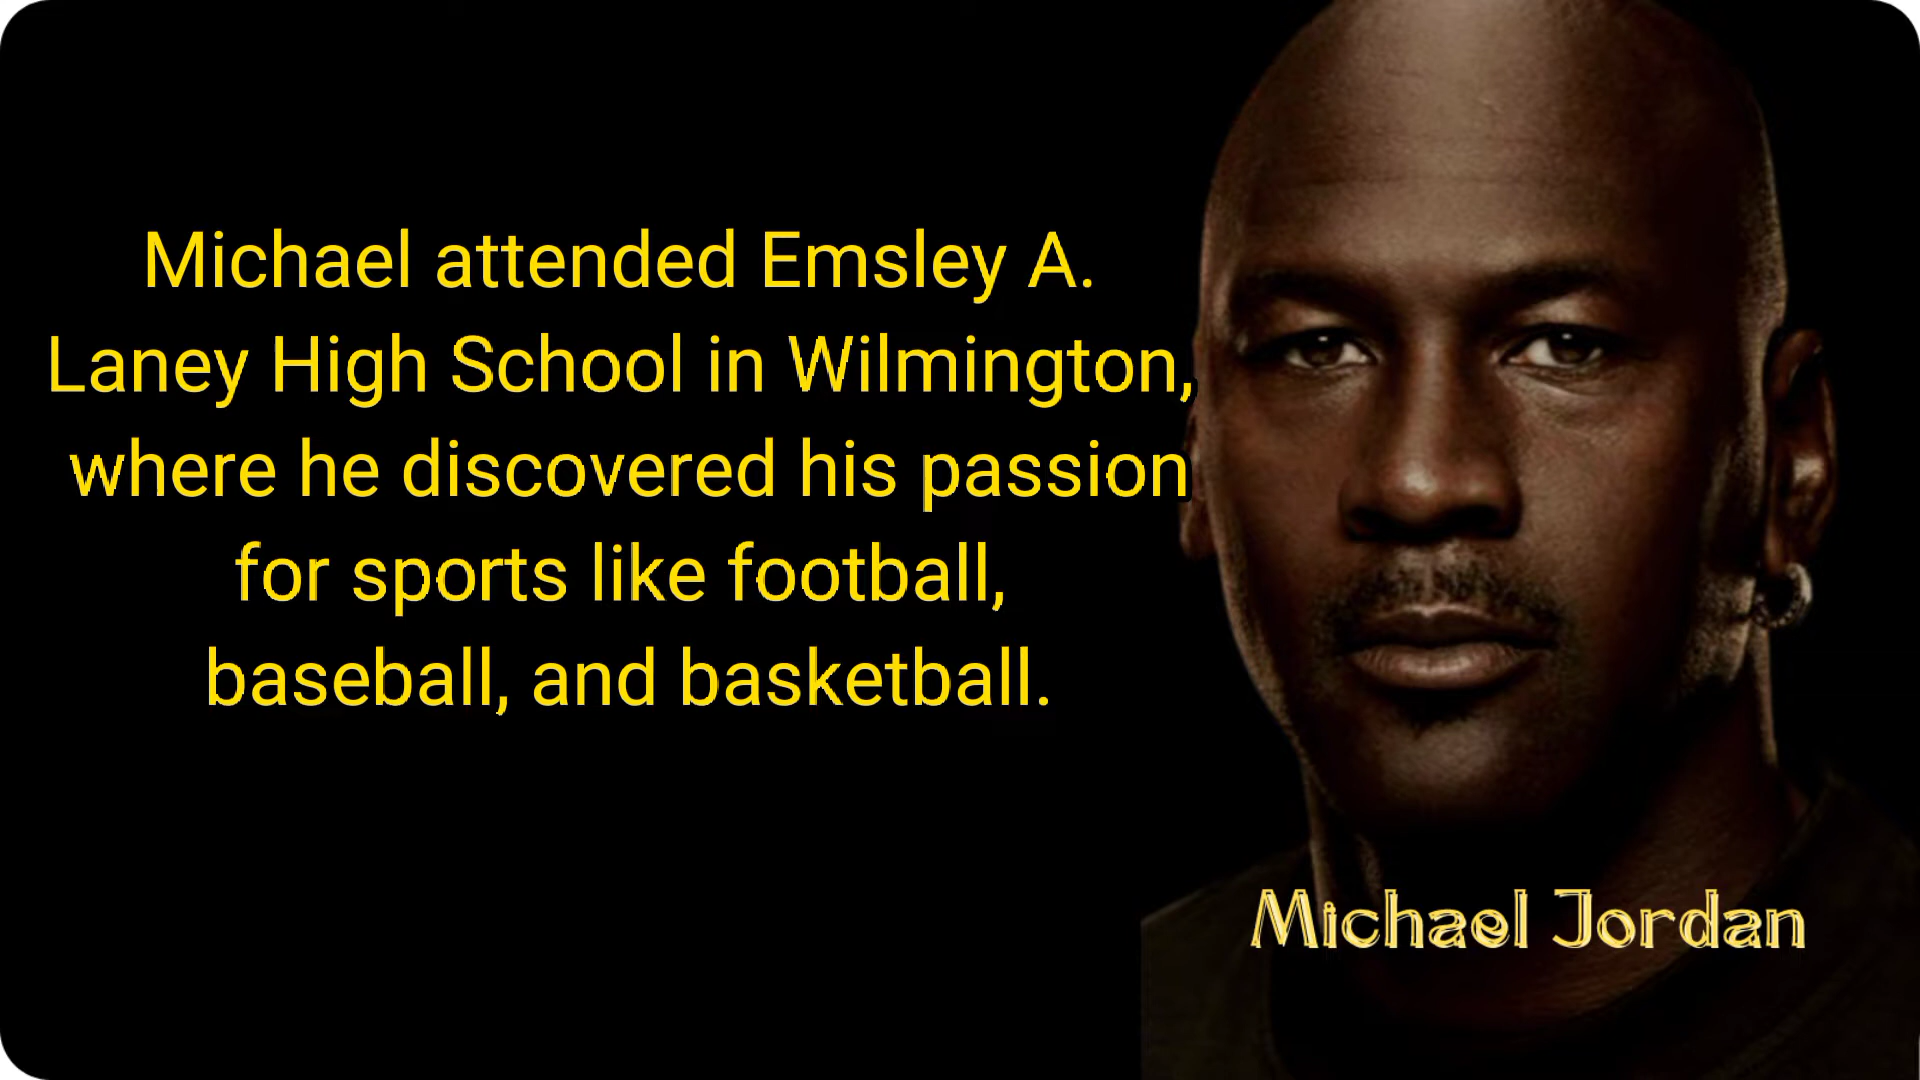 Michael attended Emsley A.
Laney High School in Wilmington,
where he discovered his passion
for sports like football,
baseball, and basketball.
Michael Jordan